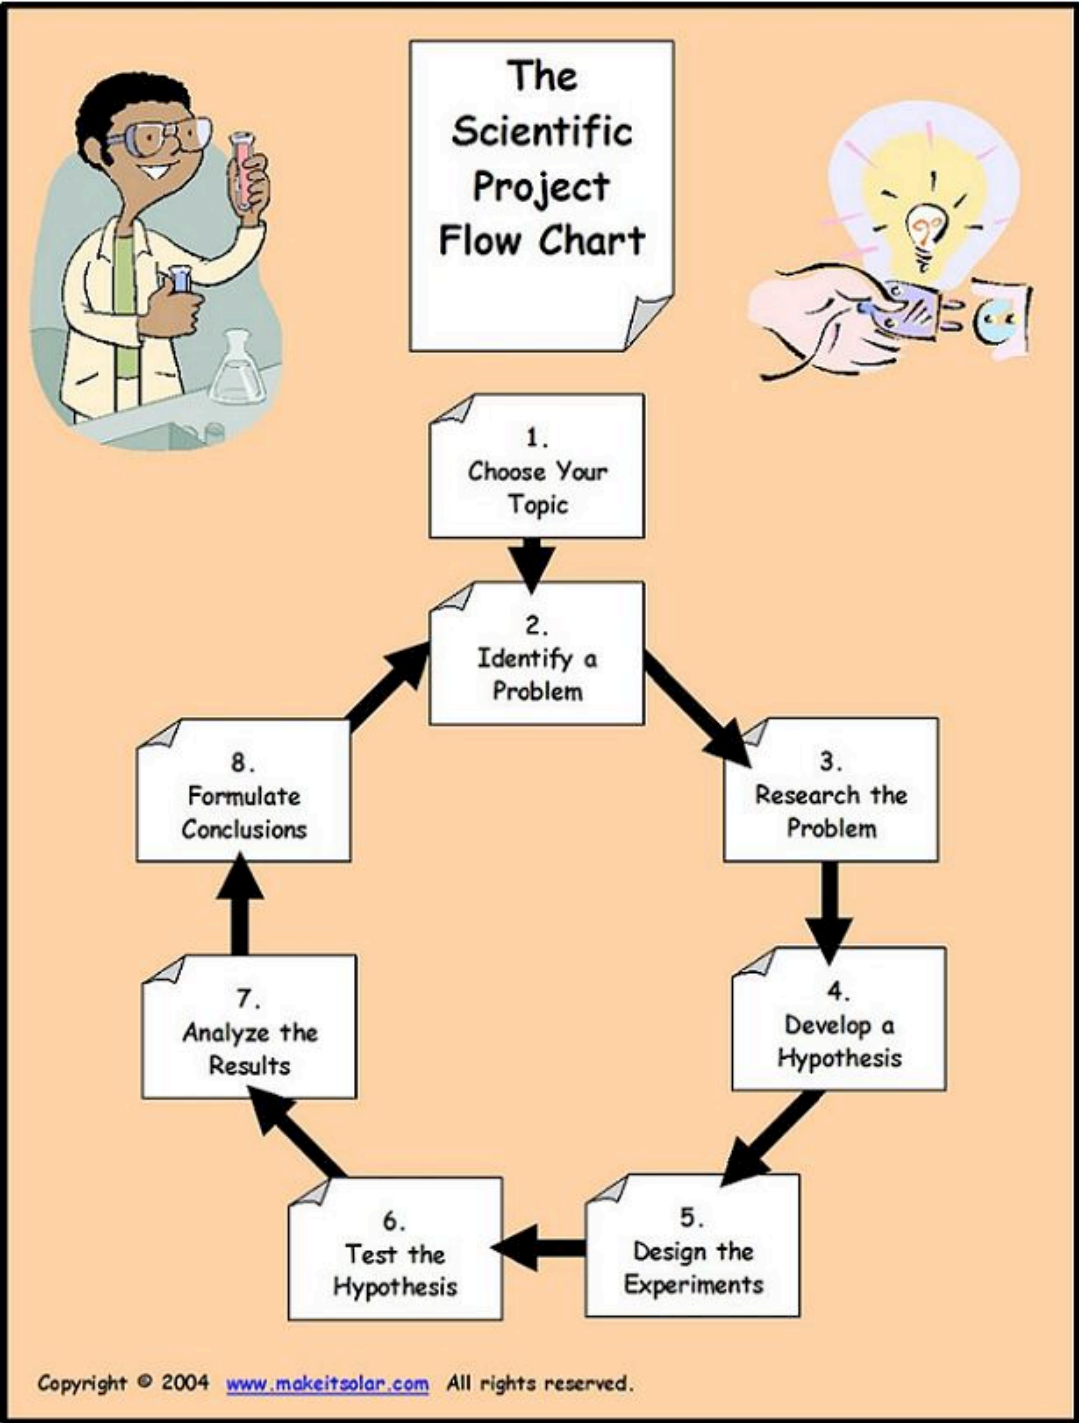 The
Scientific
Project
Flow Chart
1.
Choose Your
Topic
2.
Identify a
Problem
3.
Research the
Problem
4.
Develop a
Hypothesis
5.
Design the
Experiments
6.
Test the
Hypothesis
7.
Analyze the
Results
8.
Formulate
Conclusions
Copyright © 2004 www.makeitsolar.com All rights reserved.